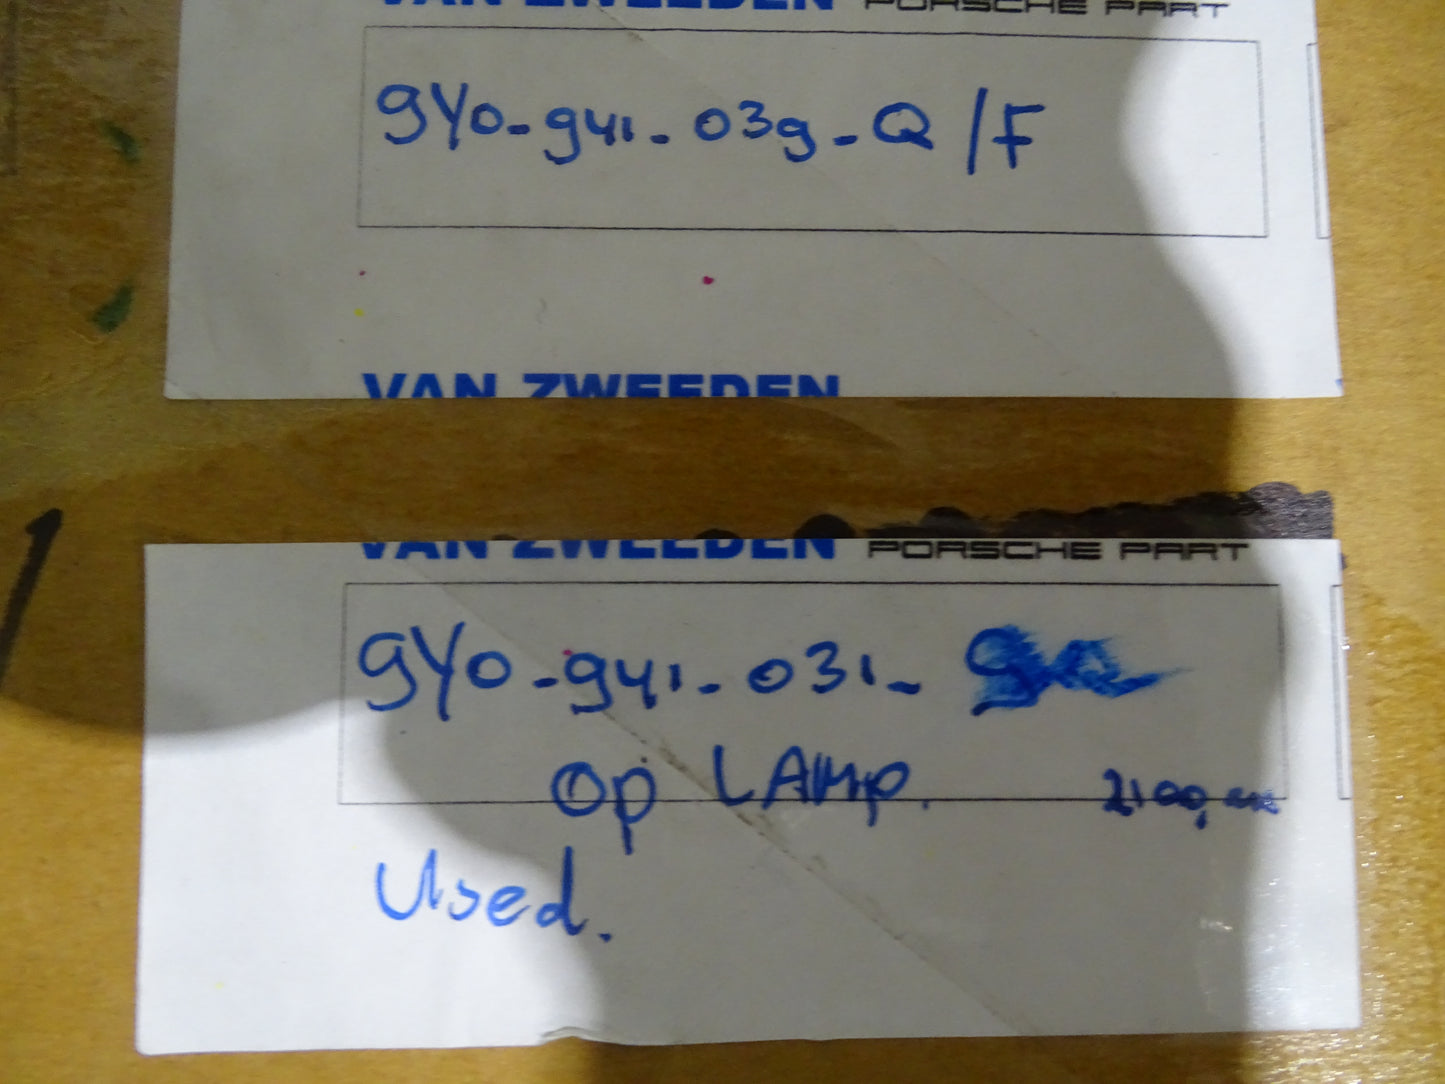 VAN ZWEEDEN PORSCHE PART
9Y0-941-039-Q/F
VAN ZWEEDEN
VAN ZWEEDEN PORSCHE PART
9Y0-941-031-
op LAMP.
Used.